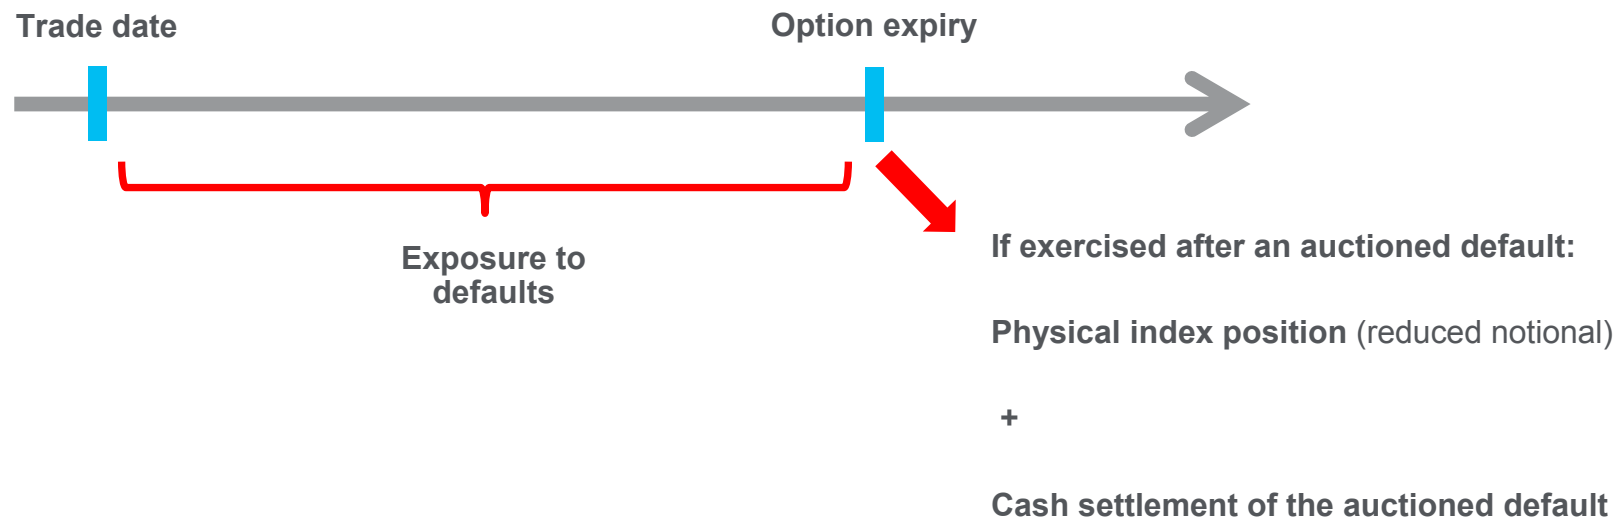 Trade date
Option expiry
Exposure to
defaults
If exercised after an auctioned default:
Physical index position (reduced notional)
+
Cash settlement of the auctioned default